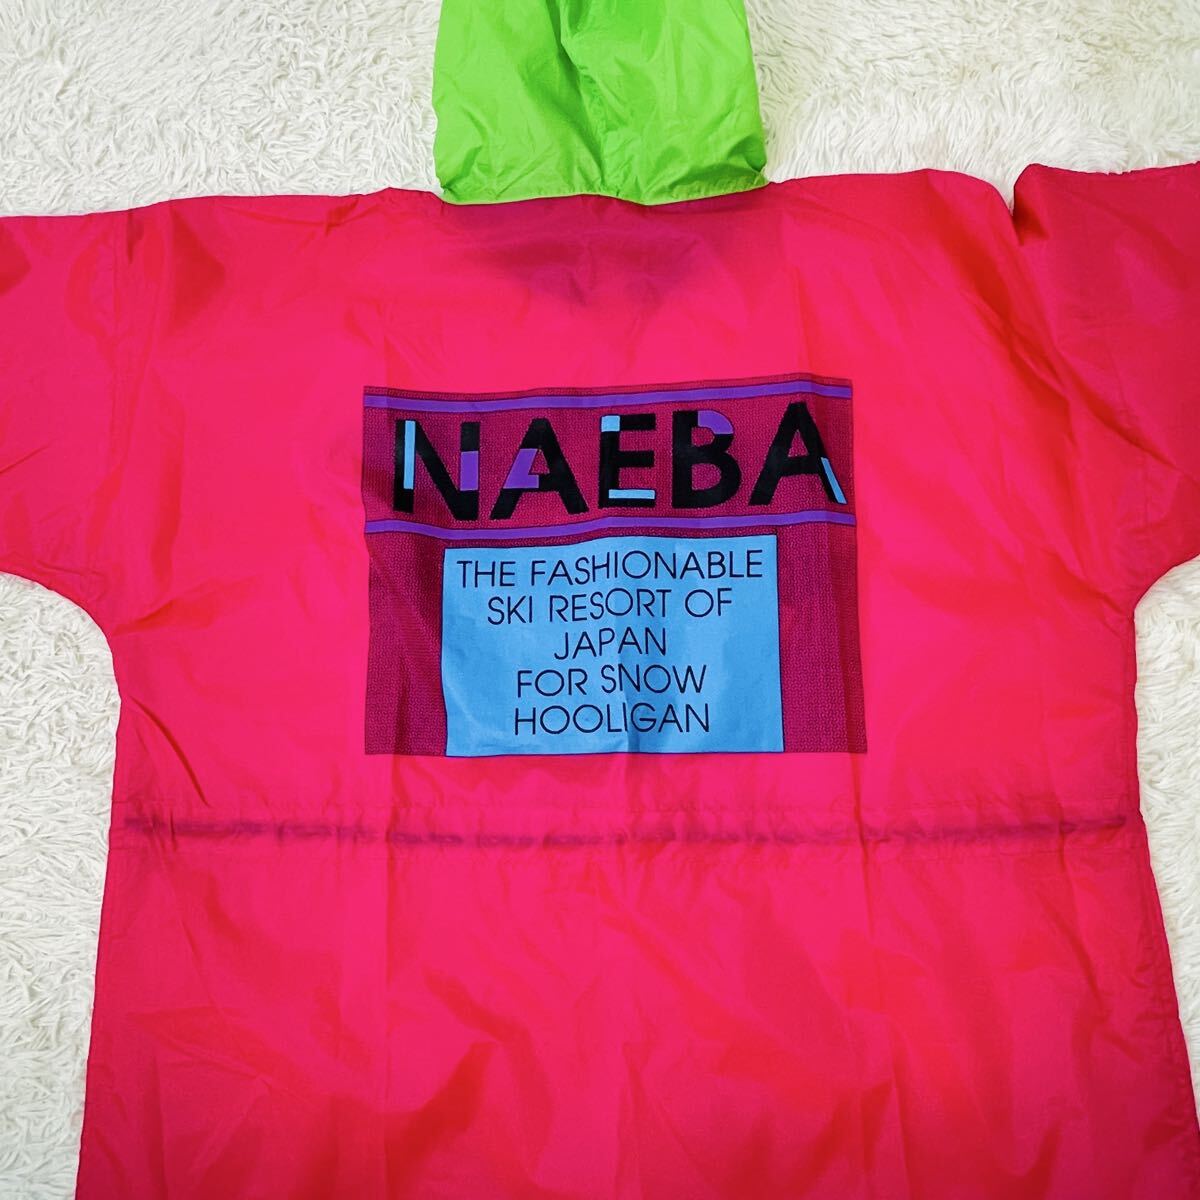 NAEBA
THE FASHIONABLE
SKI RESORT OF
JAPAN
FOR SNOW
HOOLIGAN